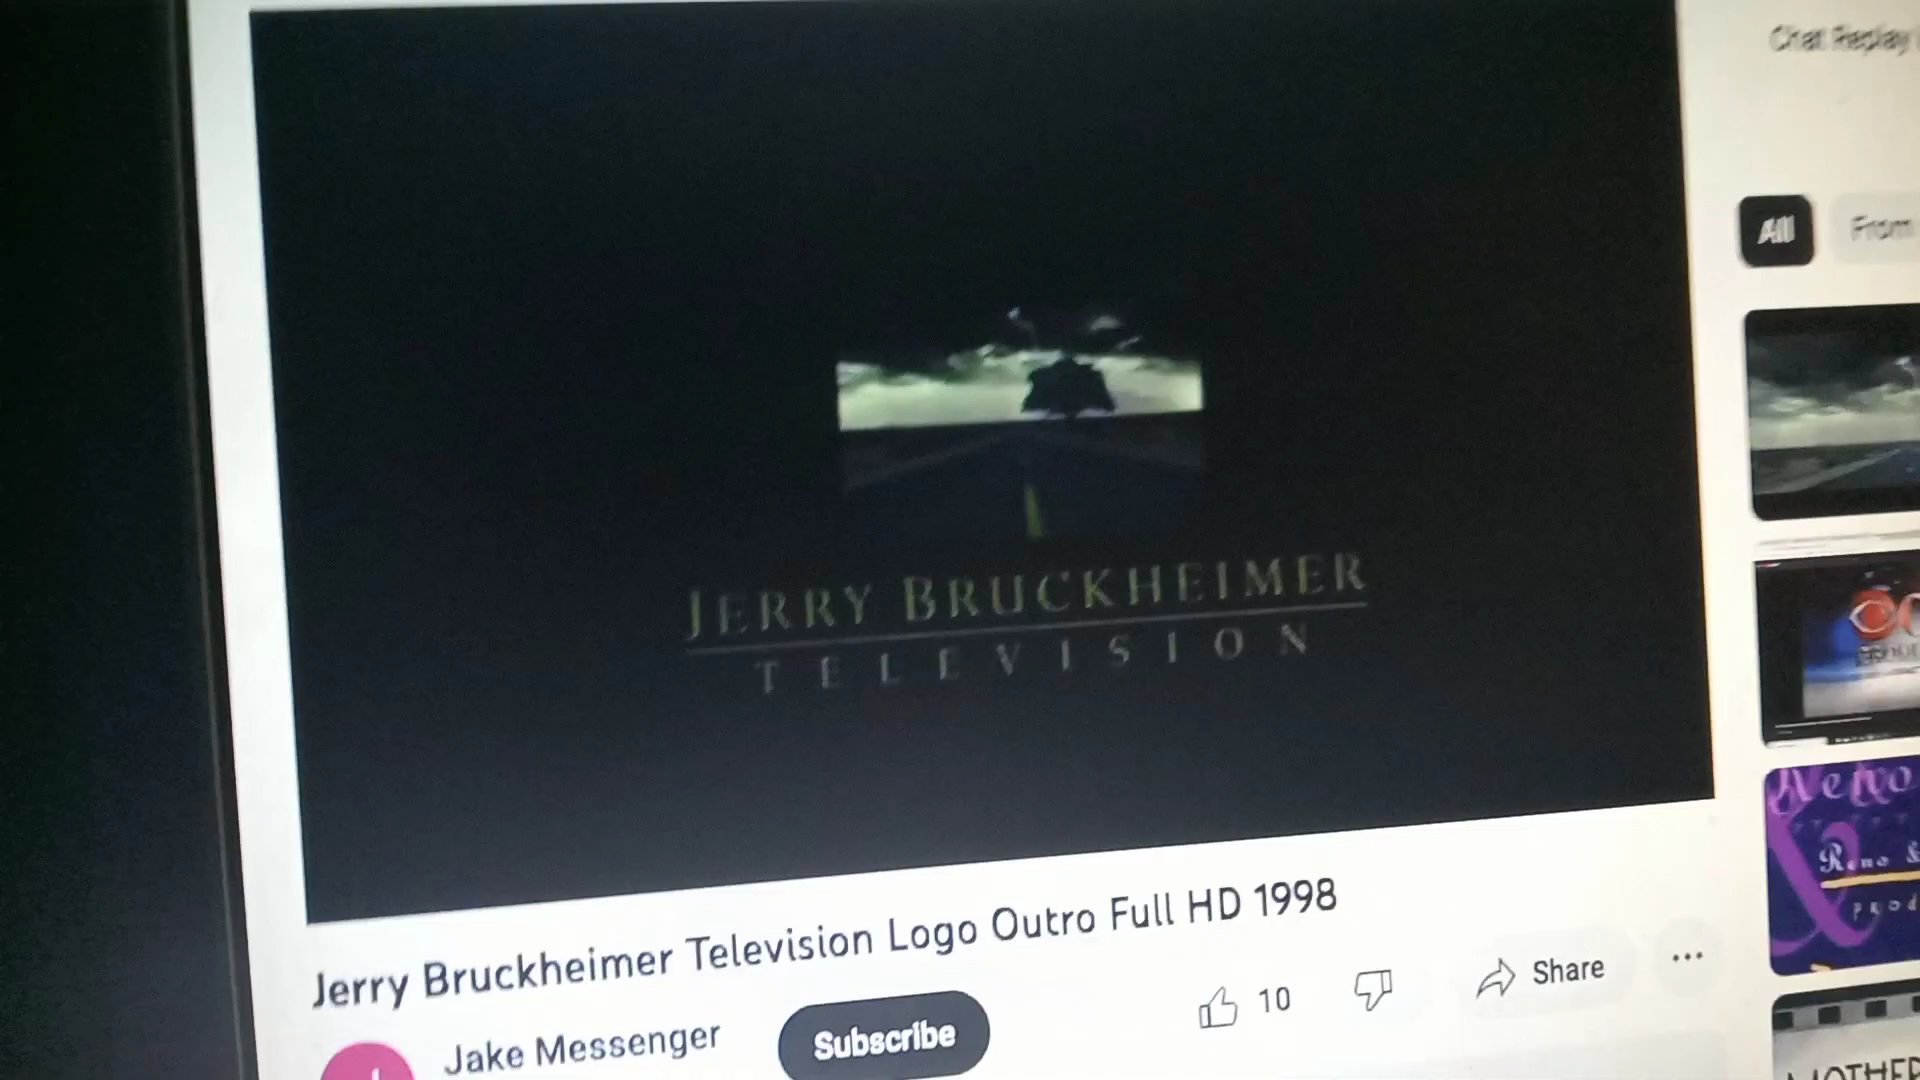 Chat Replay
All
From
JERRY BRUCKHEIMER
TELEVISION
Jerry Bruckheimer Television Logo Outro Full HD 1998
Jake Messenger
Subscribe
10
Share
Reno &